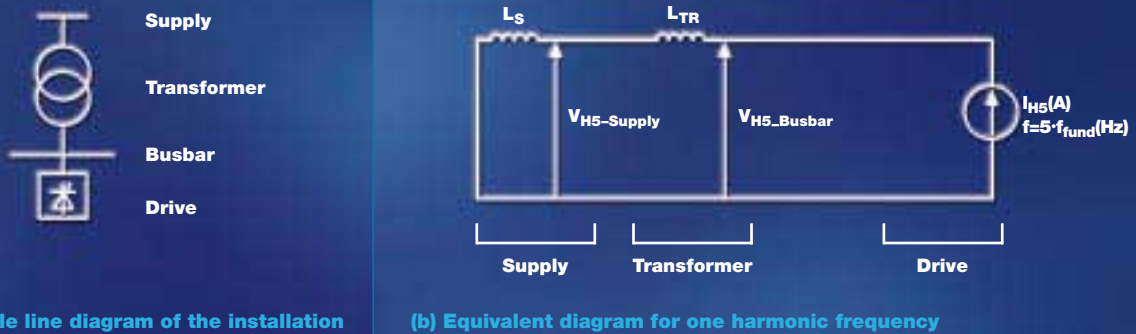 Supply
Transformer
Busbar
Drive
le line diagram of the installation
L_S
L_TR
V_H5–Supply
V_H5_Busbar
I_H5(A)
f=5·f_fund(Hz)
Supply
Transformer
Drive
(b) Equivalent diagram for one harmonic frequency